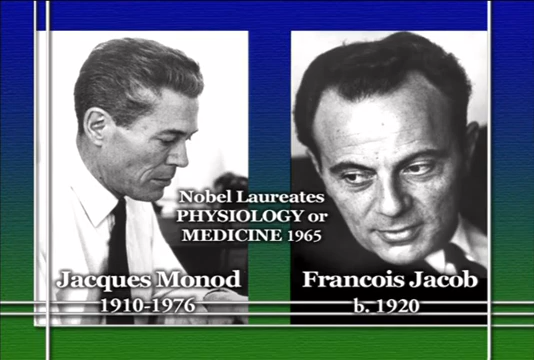 Nobel Laureates
PHYSIOLOGY or
MEDICINE 1965
Jacques Monod
1910-1976
Francois Jacob
b. 1920